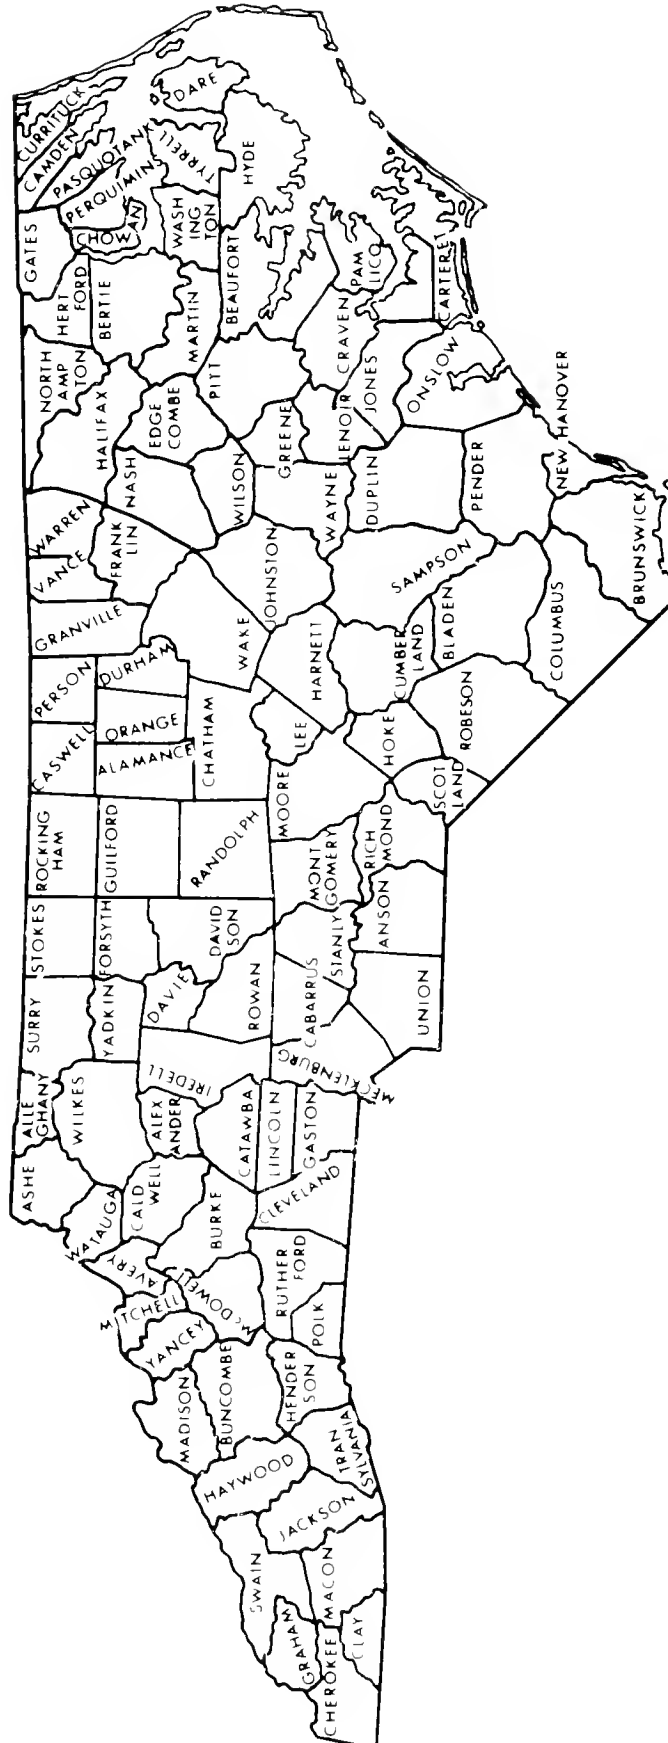 CHEROKEE
GRAHAM
CLAY
SWAIN
MACON
JACKSON
HAYWOOD
TRAN
SYLVANIA
MADISON
BUNCOMBE
HENDER
SON
YANCEY
MITCHELL
AVERY
McDOWELL
RUTHER
FORD
POLK
WATAUGA
ASHE
ALLE
GHANY
WILKES
CALD
WELL
BURKE
CLEVELAND
ALEX
ANDER
CATAWBA
LINCOLN
GASTON
IREDELL
MECKLENBURG
SURRY
YADKIN
DAVIE
ROWAN
CABARRUS
UNION
STOKES
FORSYTH
DAVID
SON
STANLY
ANSON
ROCKING
HAM
GUILFORD
RANDOLPH
MONT
GOMERY
RICH
MOND
CASWELL
ALAMANCE
ORANGE
CHATHAM
MOORE
LEE
HOKE
SCOT
LAND
PERSON
DURHAM
GRANVILLE
WAKE
HARNETT
CUMBER
LAND
ROBESON
VANCE
WARREN
FRANK
LIN
JOHNSTON
SAMPSON
BLADEN
COLUMBUS
BRUNSWICK
NORTH
AMP
TON
HALIFAX
NASH
EDGE
COMBE
WILSON
WAYNE
GREENE
LENOIR
DUPLIN
PENDER
NEW HANOVER
HERT
FORD
BERTIE
MARTIN
PITT
CRAVEN
JONES
ONSLOW
GATES
CHOWAN
PERQUIMINS
PASQUOTANK
CAMDEN
CURRITUCK
WASH
ING
TON
TYRRELL
DARE
HYDE
BEAUFORT
PAM
LICO
CARTERET